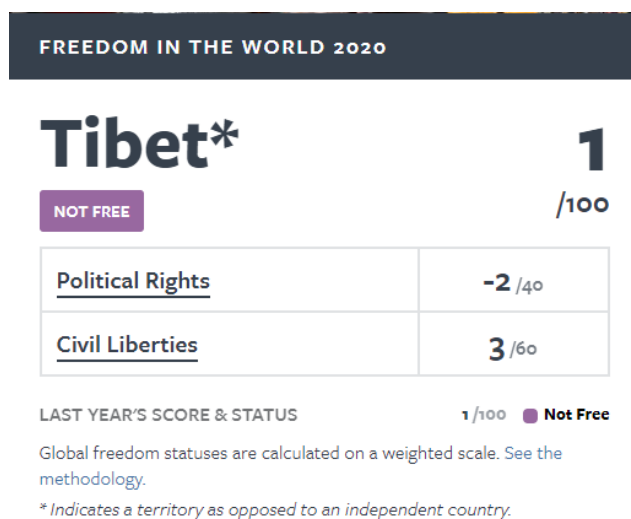 FREEDOM IN THE WORLD 2020
Tibet* 1
NOT FREE /100
Political Rights -2 /40
Civil Liberties 3 /60
LAST YEAR'S SCORE & STATUS 1 /100 Not Free
Global freedom statuses are calculated on a weighted scale. See the
methodology.
* Indicates a territory as opposed to an independent country.